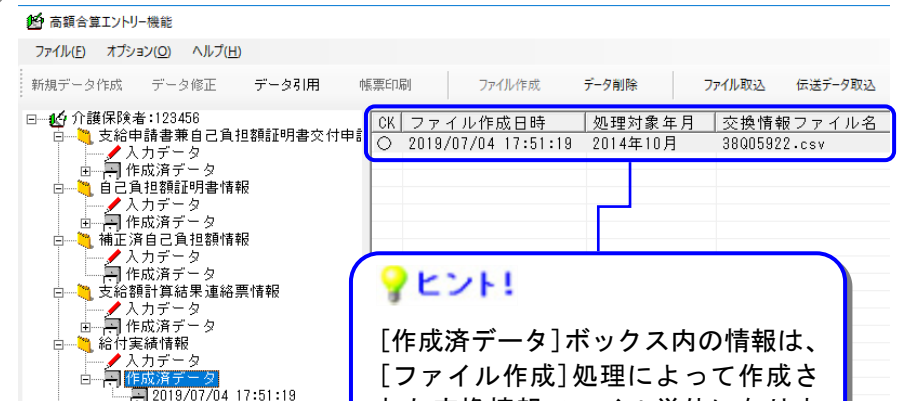 高額合算エントリー機能
ファイル(F) オプション(O) ヘルプ(H)
新規データ作成 データ修正 データ引用 帳票印刷 ファイル作成 データ削除 ファイル取込 伝送データ取込
介護保険者:123456
支給申請書兼自己負担額証明書交付申請
入力データ
作成済データ
自己負担額証明書情報
入力データ
作成済データ
補正済自己負担額情報
入力データ
作成済データ
支給額計算結果連絡票情報
入力データ
作成済データ
給付実績情報
入力データ
作成済データ
2019/07/04 17:51:19
CK ファイル作成日時 処理対象年月 交換情報ファイル名
○ 2019/07/04 17:51:19 2014年10月 38Q05922.csv
ヒント!
[作成済データ]ボックス内の情報は、
[ファイル作成]処理によって作成さ